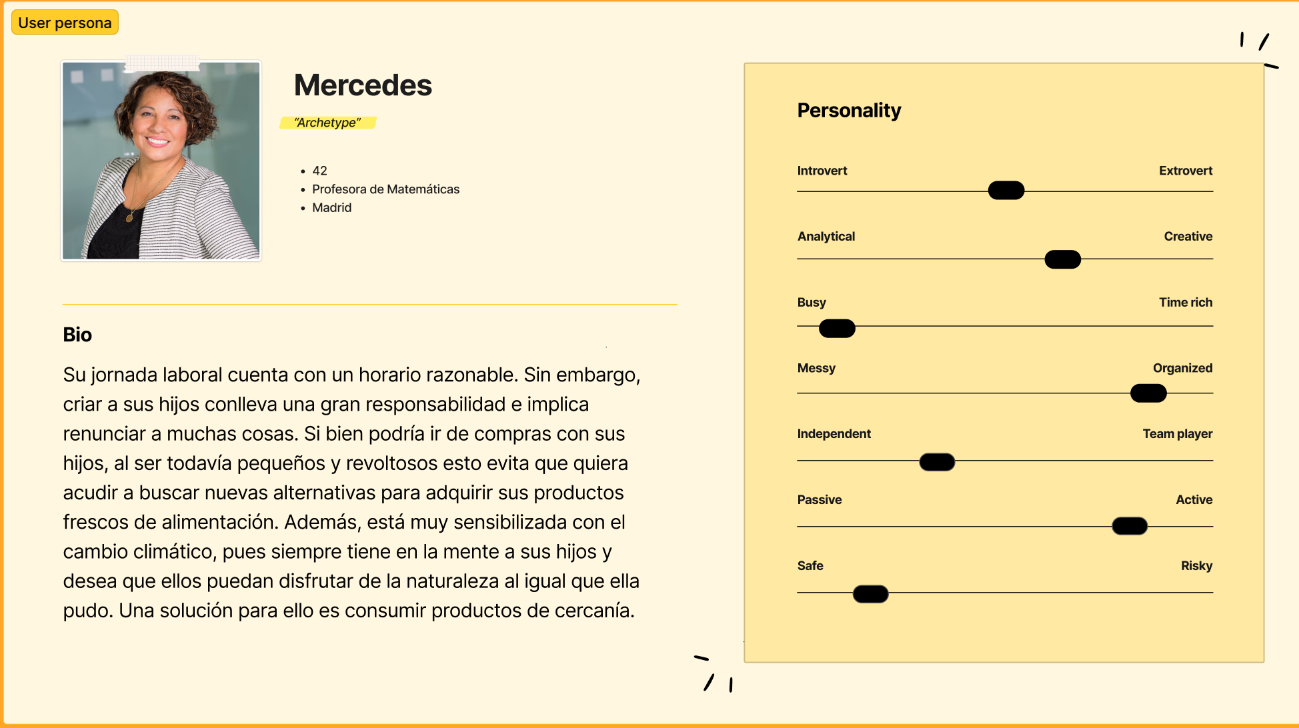 User persona
Mercedes
"Archetype"
• 42
• Profesora de Matemáticas
• Madrid
Bio
Su jornada laboral cuenta con un horario razonable. Sin embargo,
criar a sus hijos conlleva una gran responsabilidad e implica
renunciar a muchas cosas. Si bien podría ir de compras con sus
hijos, al ser todavía pequeños y revoltosos esto evita que quiera
acudir a buscar nuevas alternativas para adquirir sus productos
frescos de alimentación. Además, está muy sensibilizada con el
cambio climático, pues siempre tiene en la mente a sus hijos y
desea que ellos puedan disfrutar de la naturaleza al igual que ella
pudo. Una solución para ello es consumir productos de cercanía.
Personality
Introvert Extrovert
Analytical Creative
Busy Time rich
Messy Organized
Independent Team player
Passive Active
Safe Risky